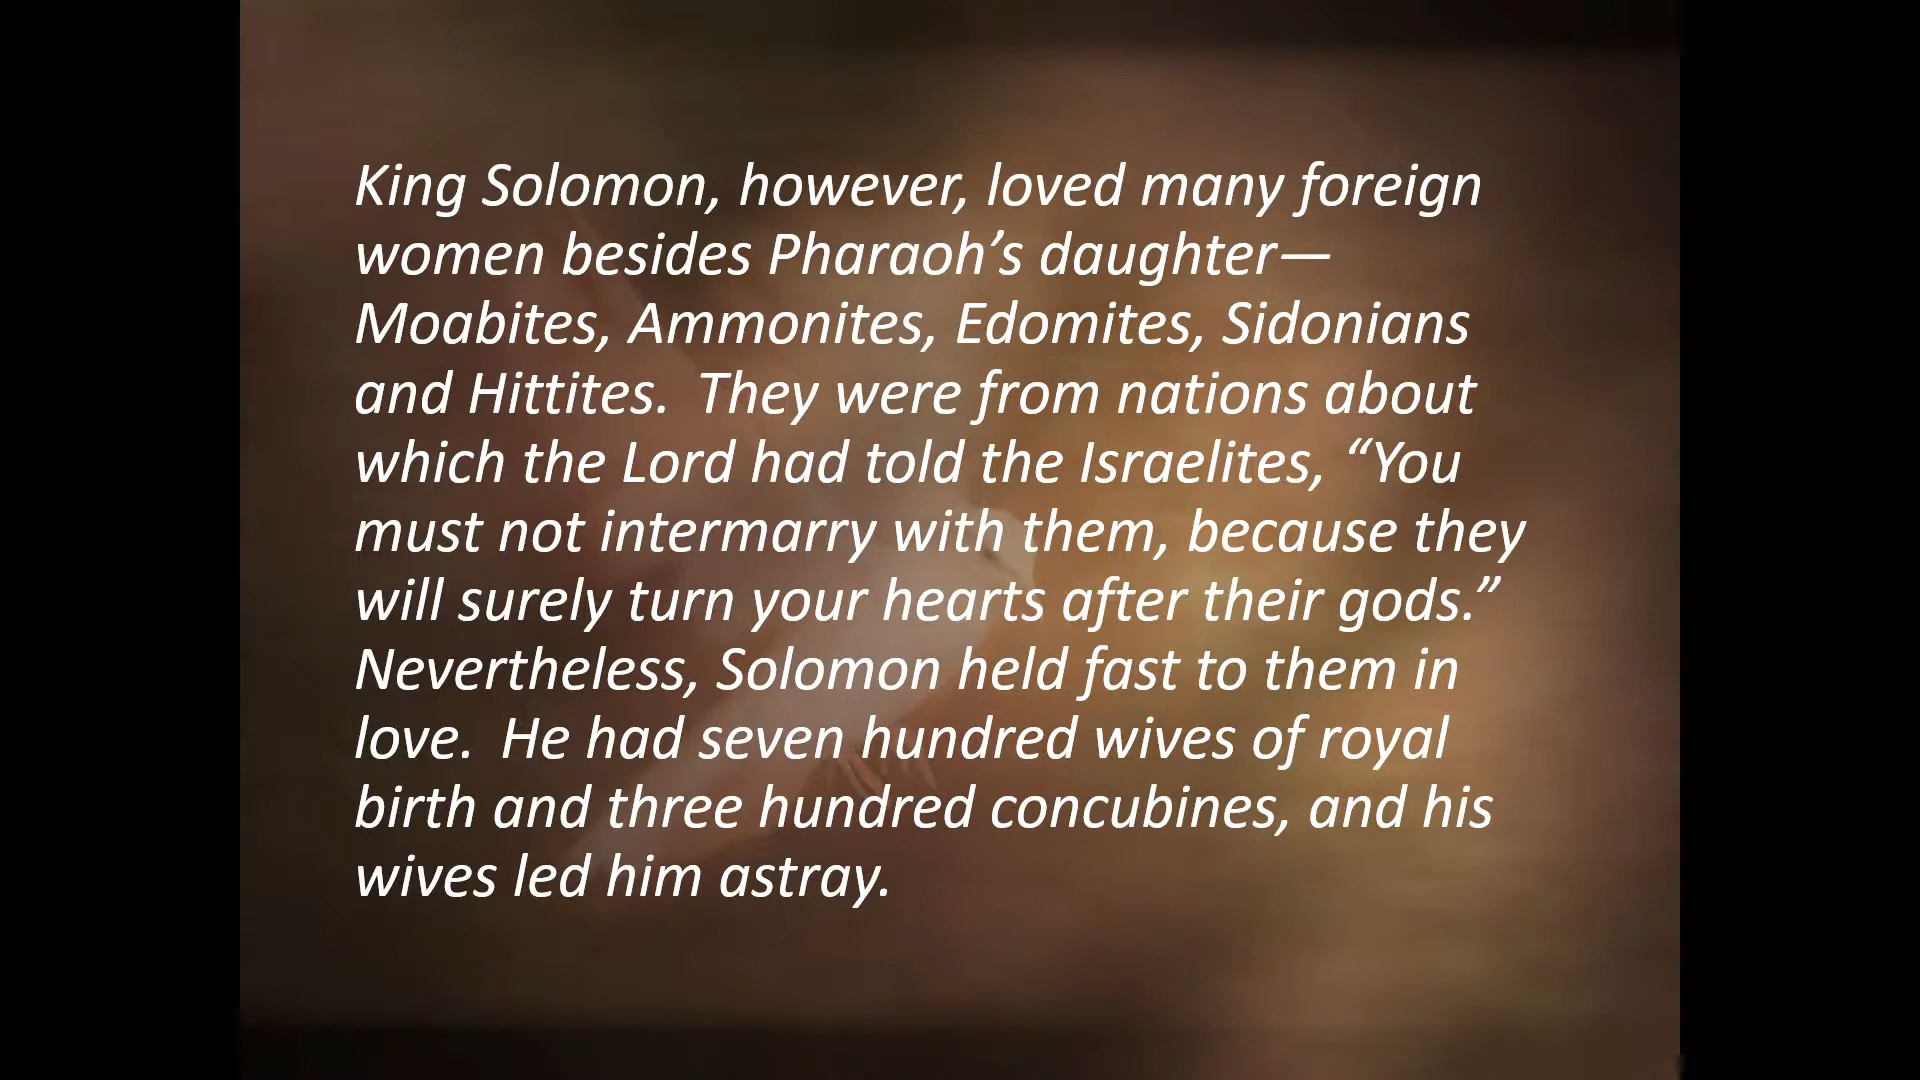 King Solomon, however, loved many foreign
women besides Pharaoh’s daughter—
Moabites, Ammonites, Edomites, Sidonians
and Hittites.  They were from nations about
which the Lord had told the Israelites, “You
must not intermarry with them, because they
will surely turn your hearts after their gods.”
Nevertheless, Solomon held fast to them in
love.  He had seven hundred wives of royal
birth and three hundred concubines, and his
wives led him astray.